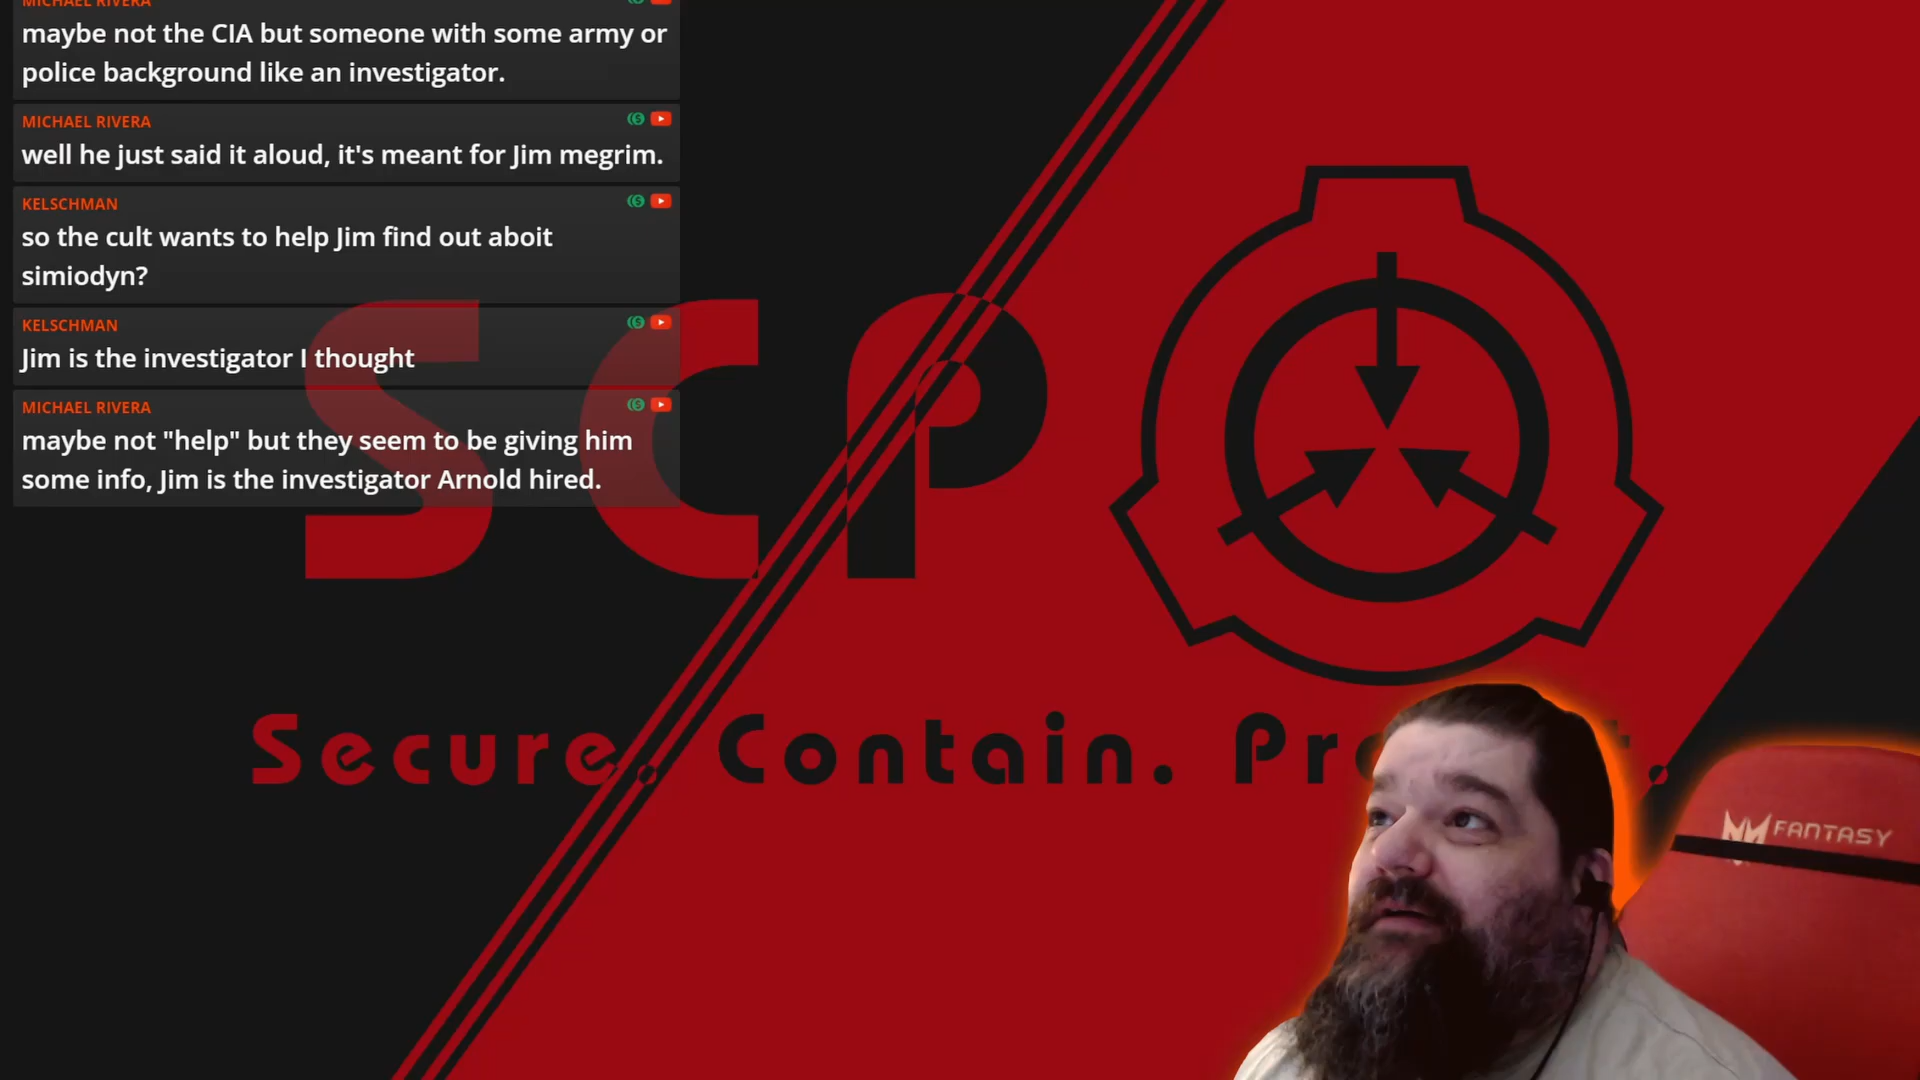 MICHAEL RIVERA
maybe not the CIA but someone with some army or
police background like an investigator.
MICHAEL RIVERA
well he just said it aloud, it's meant for Jim megrim.
KELSCHMAN
so the cult wants to help Jim find out aboit
simiodyn?
KELSCHMAN
Jim is the investigator I thought
MICHAEL RIVERA
maybe not "help" but they seem to be giving him
some info, Jim is the investigator Arnold hired.
SCP
Secure. Contain. Pr
FANTASY